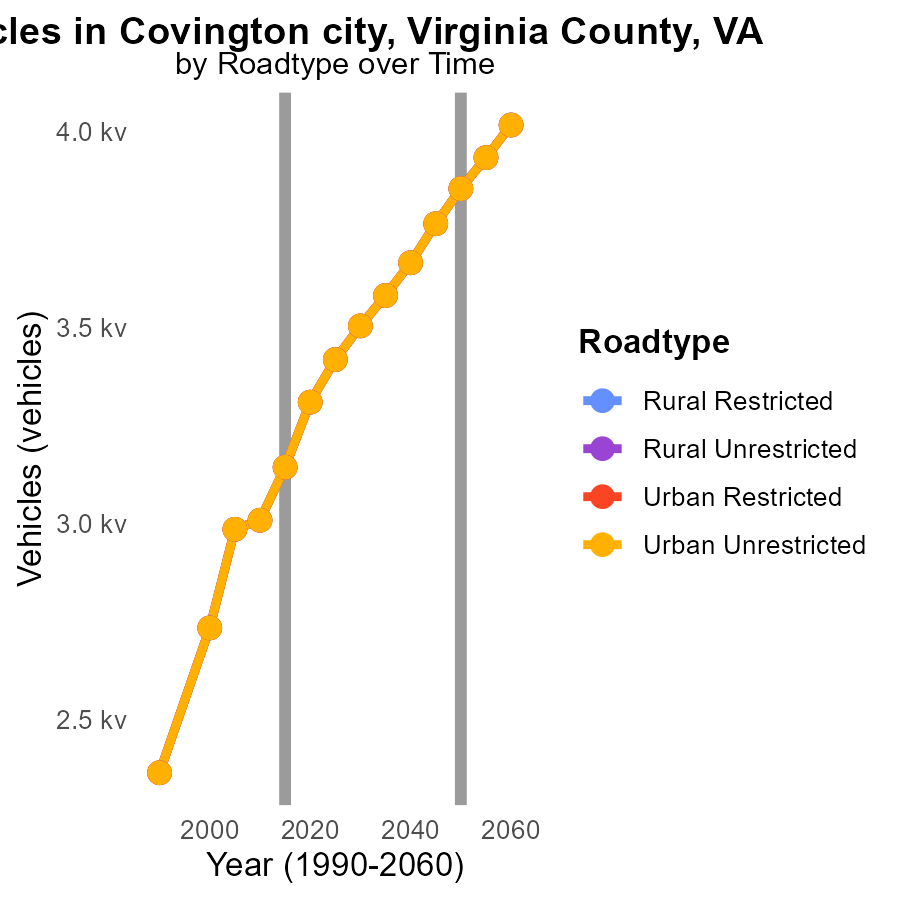 cles in Covington city, Virginia County, VA
by Roadtype over Time
4.0 kv
3.5 kv
3.0 kv
2.5 kv
Vehicles (vehicles)
2000 2020 2040 2060
Year (1990-2060)
Roadtype
Rural Restricted
Rural Unrestricted
Urban Restricted
Urban Unrestricted